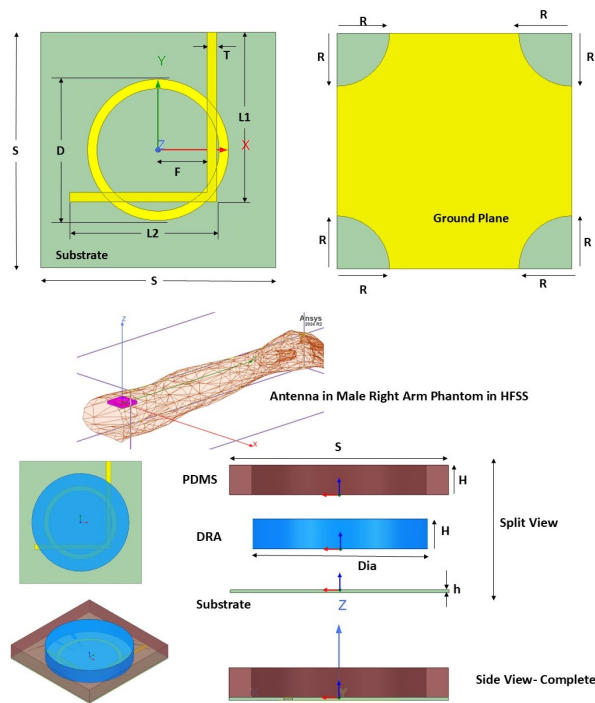 T
Y
L1
S
D
Z
X
F
L2
Substrate
S
R
R
R
R
Ground Plane
R
R
R
R
Z
Ansys
2024 R2
X
Antenna in Male Right Arm Phantom in HFSS
S
PDMS
H
DRA
H
Split View
Dia
h
Substrate
Z
Side View- Complete